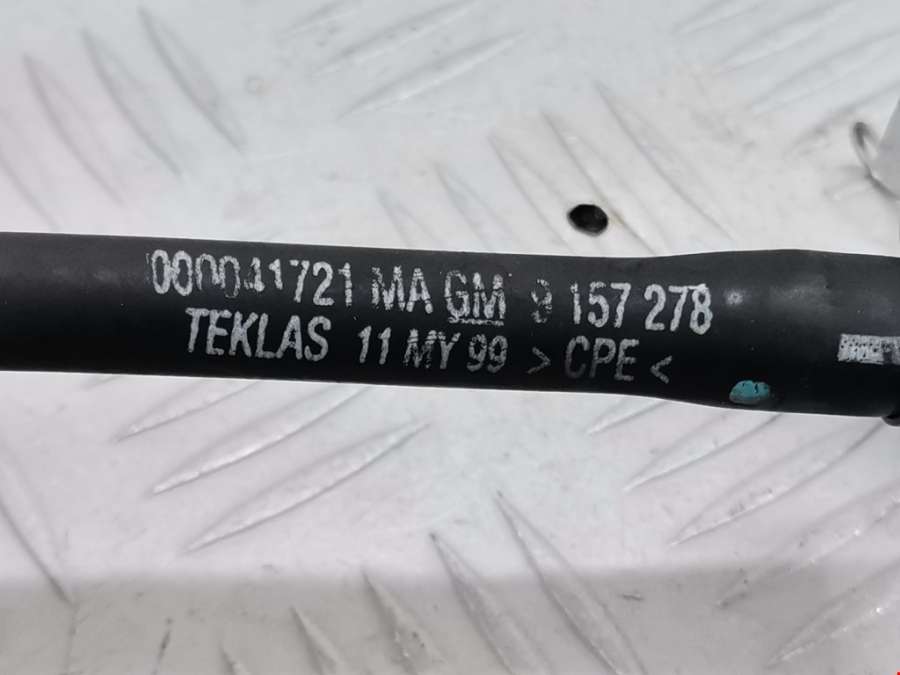 000041721 MA GM 9 157 278
TEKLAS 11 MY 99 > CPE <